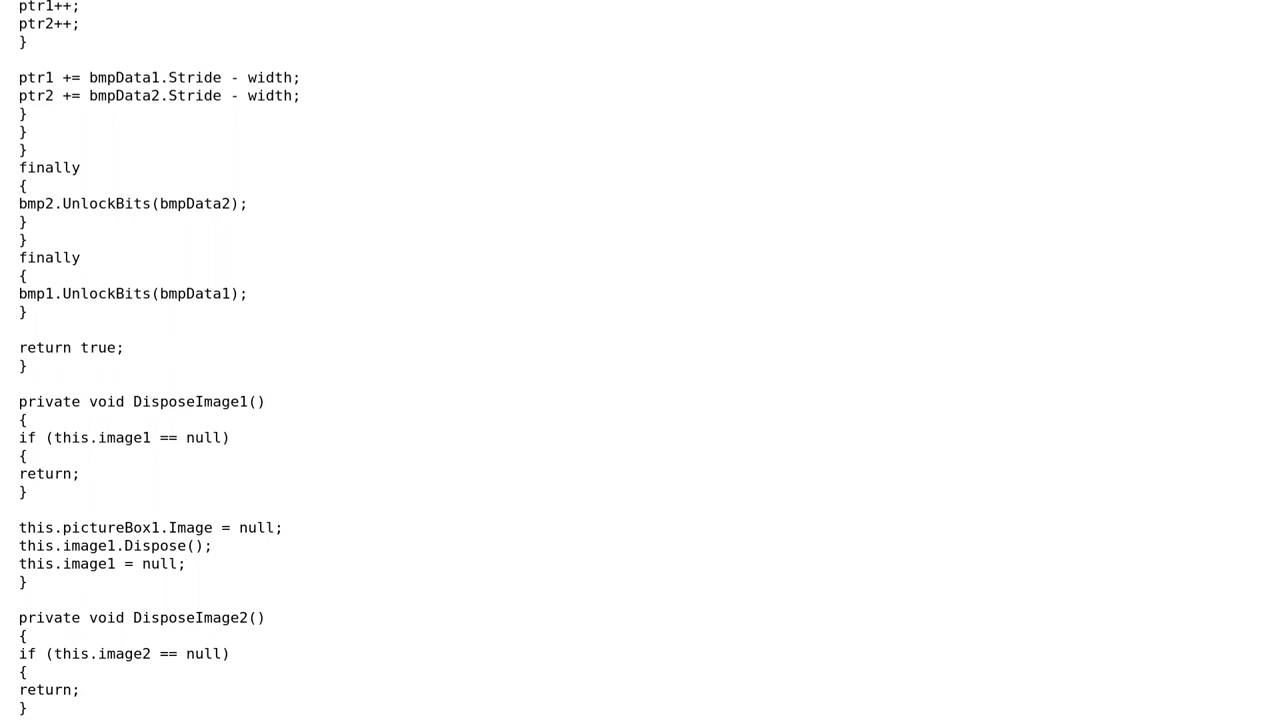 ptr1++;
ptr2++;
}

ptr1 += bmpData1.Stride - width;
ptr2 += bmpData2.Stride - width;
}
}
}
finally
{
bmp2.UnlockBits(bmpData2);
}
}
finally
{
bmp1.UnlockBits(bmpData1);
}

return true;
}

private void DisposeImage1()
{
if (this.image1 == null)
{
return;
}

this.pictureBox1.Image = null;
this.image1.Dispose();
this.image1 = null;
}

private void DisposeImage2()
{
if (this.image2 == null)
{
return;
}